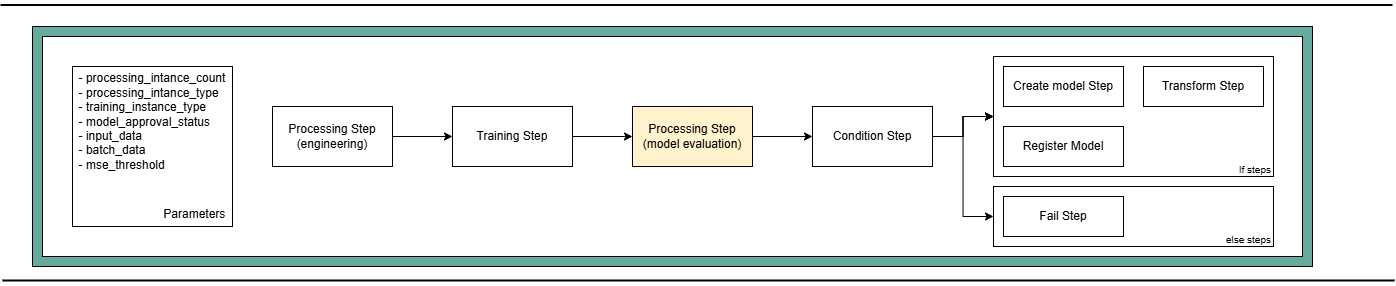 - processing_intance_count
- processing_intance_type
- training_instance_type
- model_approval_status
- input_data
- batch_data
- mse_threshold
Parameters
Processing Step
(engineering)
Training Step
Processing Step
(model evaluation)
Condition Step
Create model Step
Transform Step
Register Model
If steps
Fail Step
else steps